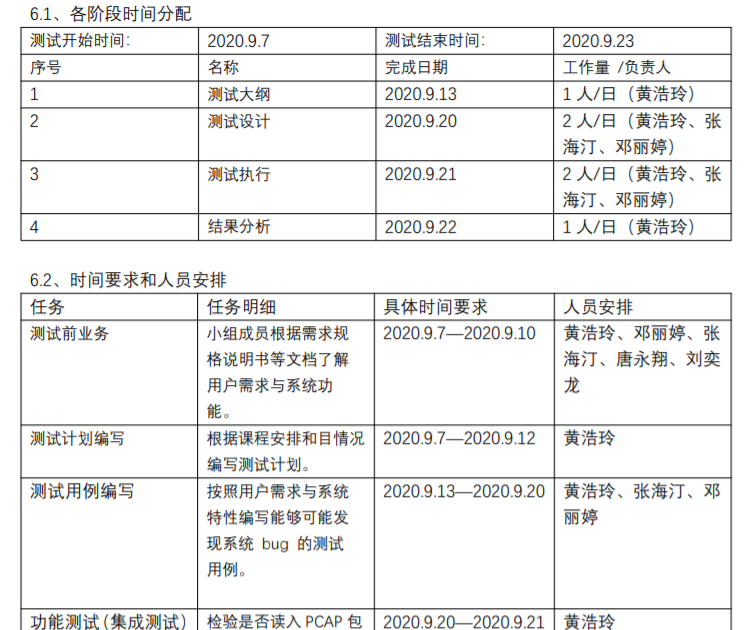 6.1、各阶段时间分配
测试开始时间: 2020.9.7 测试结束时间: 2020.9.23
序号 名称 完成日期 工作量 /负责人
1 测试大纲 2020.9.13 1 人/日（黄浩玲）
2 测试设计 2020.9.20 2 人/日（黄浩玲、张
海汀、邓丽婷）
3 测试执行 2020.9.21 2 人/日（黄浩玲、张
海汀、邓丽婷）
4 结果分析 2020.9.22 1 人/日（黄浩玲）
6.2、时间要求和人员安排
任务 任务明细 具体时间要求 人员安排
测试前业务 小组成员根据需求规 2020.9.7—2020.9.10 黄浩玲、邓丽婷、张
格说明书等文档了解 海汀、唐永翔、刘奕
用户需求与系统功 龙
能。
测试计划编写 根据课程安排和目情况 2020.9.7—2020.9.12 黄浩玲
编写测试计划。
测试用例编写 按照用户需求与系统 2020.9.13—2020.9.20 黄浩玲、张海汀、邓
特性编写能够可能发 丽婷
现系统 bug 的测试
用例。
功能测试（集成测试） 检验是否读入 PCAP 包 2020.9.20—2020.9.21 黄浩玲